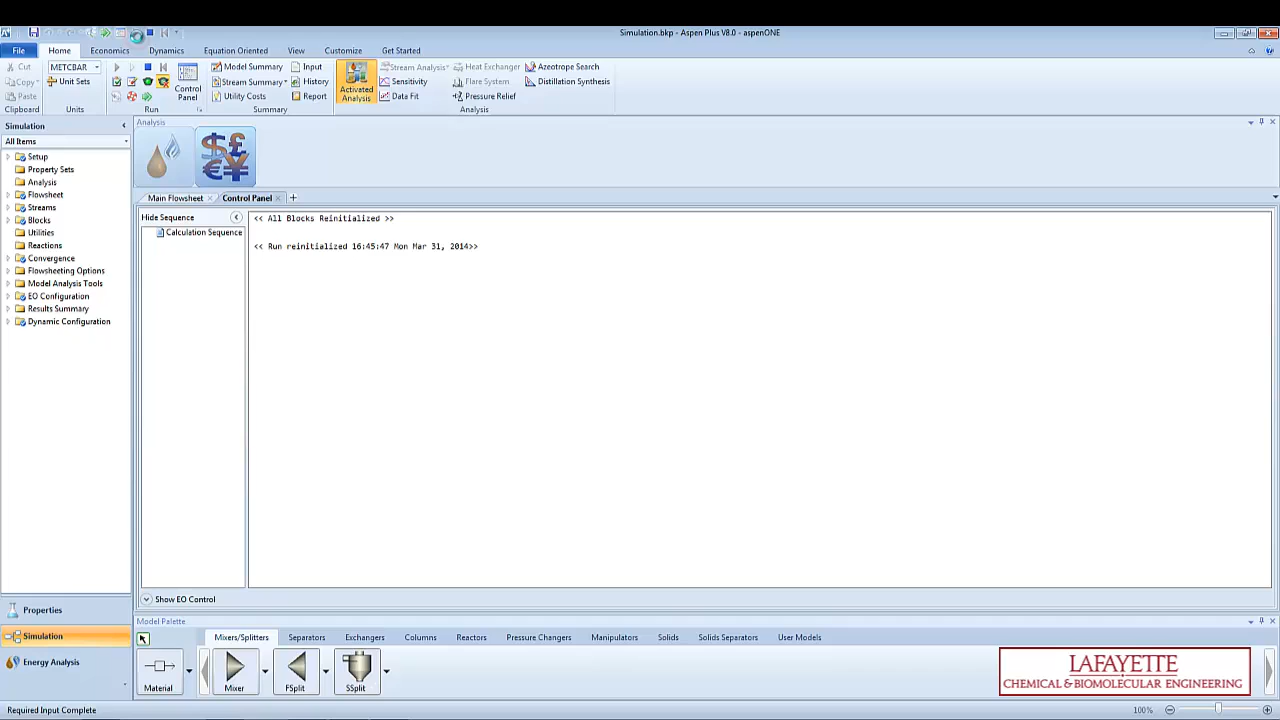 Simulation.bkp - Aspen Plus V8.0 - aspenONE
File Home Economics Dynamics Equation Oriented View Customize Get Started
Cut METCBAR Model Summary Input Stream Analysis Heat Exchanger Azeotrope Search
Copy Unit Sets Stream Summary History Sensitivity Flare System Distillation Synthesis
Paste Control Panel Utility Costs Report Activated Analysis Data Fit Pressure Relief
Clipboard Units Run Summary Analysis
Simulation Analysis
All Items
Setup
Property Sets
Analysis
Flowsheet
Streams
Blocks
Utilities
Reactions
Convergence
Flowsheeting Options
Model Analysis Tools
EO Configuration
Results Summary
Dynamic Configuration
Main Flowsheet Control Panel
Hide Sequence
Calculation Sequence
<< All Blocks Reinitialized >>
<< Run reinitialized 16:45:47 Mon Mar 31, 2014>>
Show EO Control
Properties
Simulation
Energy Analysis
Model Palette
Mixers/Splitters Separators Exchangers Columns Reactors Pressure Changers Manipulators Solids Solids Separators User Models
Material Mixer FSplit SSplit
LAFAYETTE
CHEMICAL & BIOMOLECULAR ENGINEERING
Required Input Complete 100%